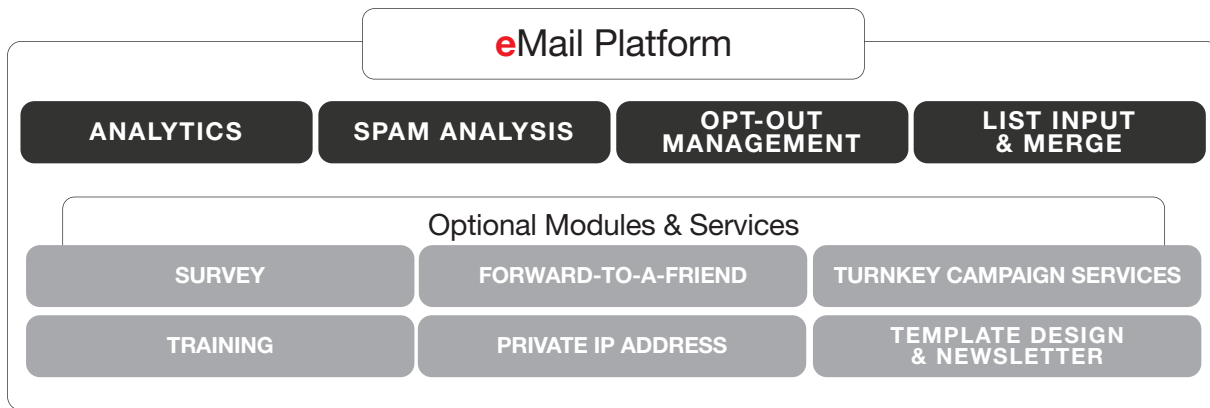 eMail Platform
ANALYTICS
SPAM ANALYSIS
OPT-OUT
MANAGEMENT
LIST INPUT
& MERGE
Optional Modules & Services
SURVEY
FORWARD-TO-A-FRIEND
TURNKEY CAMPAIGN SERVICES
TRAINING
PRIVATE IP ADDRESS
TEMPLATE DESIGN
& NEWSLETTER